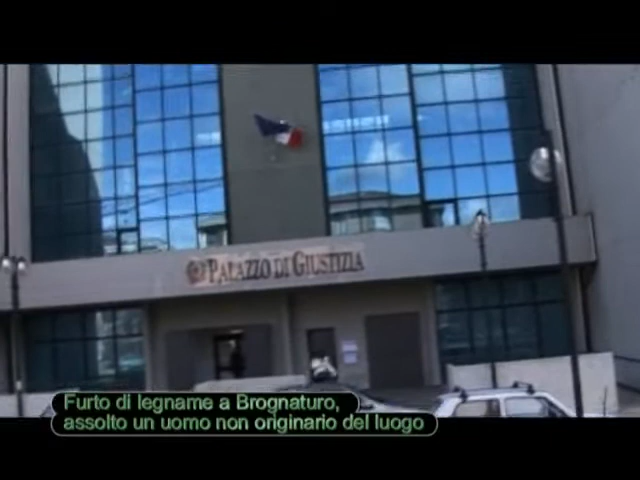 PALAZZO DI GIUSTIZIA
Furto di legname a Brognaturo,
assolto un uomo non originario del luogo